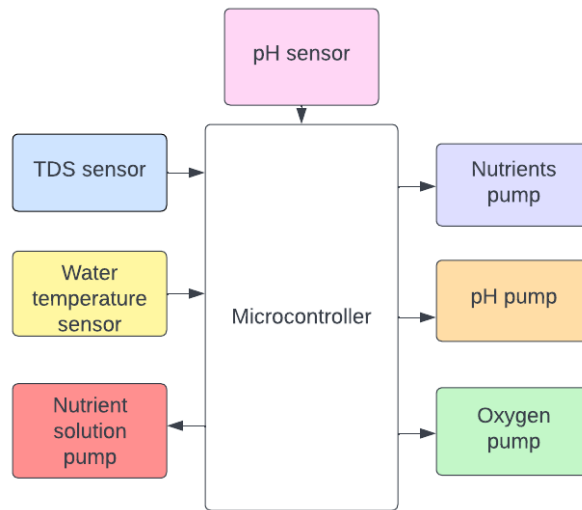 pH sensor
TDS sensor
Nutrients
pump
Water
temperature
sensor
Microcontroller
pH pump
Nutrient
solution
pump
Oxygen
pump